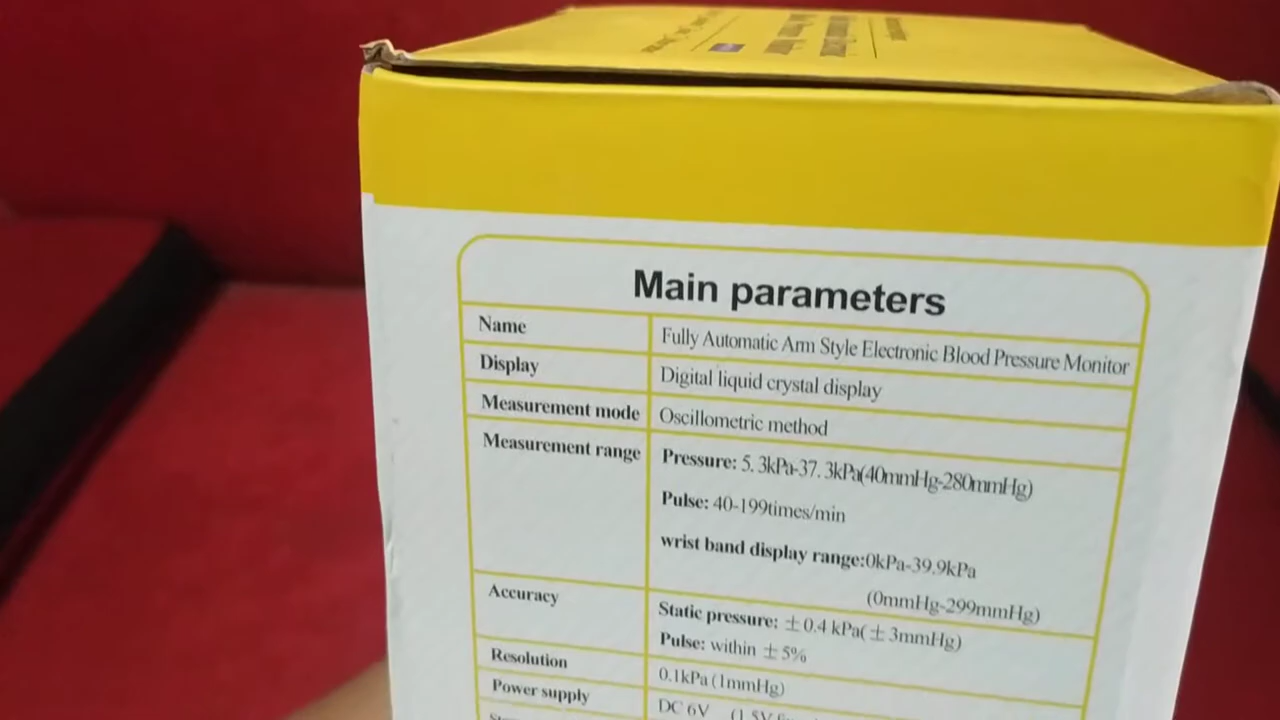 Main parameters
Name Fully Automatic Arm Style Electronic Blood Pressure Monitor
Display Digital liquid crystal display
Measurement mode Oscillometric method
Measurement range Pressure: 5. 3kPa-37. 3kPa(40mmHg-280mmHg)
Pulse: 40-199times/min
wrist band display range:0kPa-39.9kPa
(0mmHg-299mmHg)
Accuracy Static pressure: ±0.4 kPa(±3mmHg)
Pulse: within ±5%
Resolution 0.1kPa (1mmHg)
Power supply DC 6V (1.5V